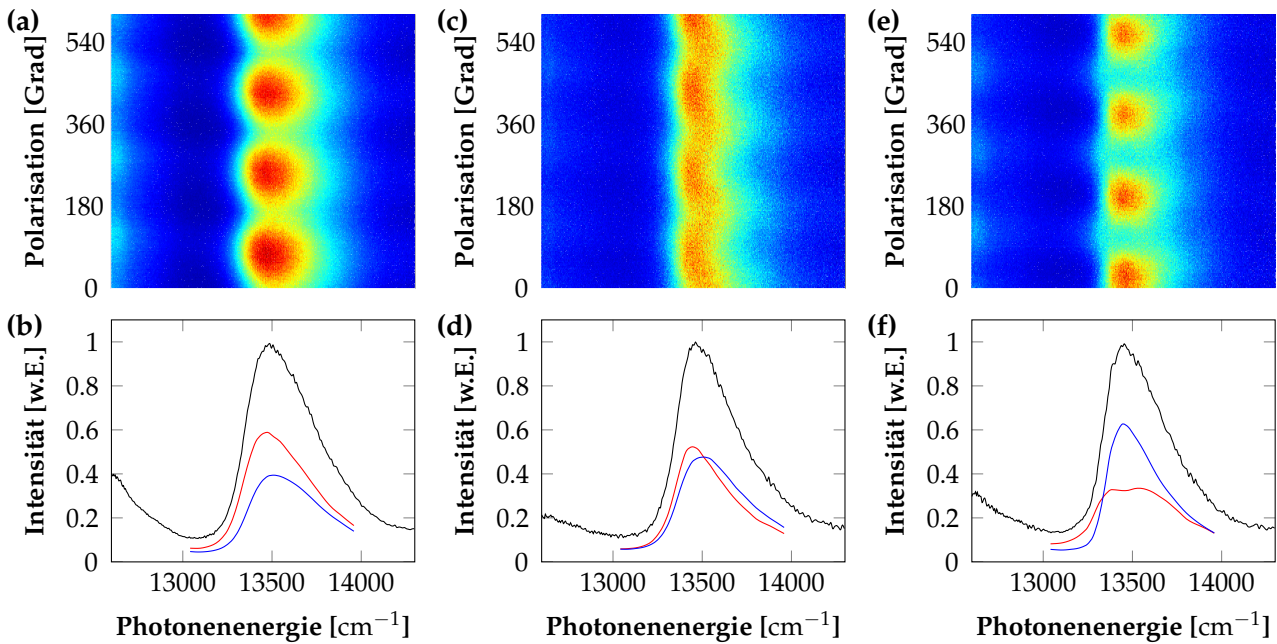 (a)
540
360
180
0
Polarisation [Grad]
(c)
540
360
180
0
Polarisation [Grad]
(e)
540
360
180
0
Polarisation [Grad]
(b)
1
0.8
0.6
0.4
0.2
0
Intensität [w.E.]
13000 13500 14000
Photonenenergie [cm−1]
(d)
1
0.8
0.6
0.4
0.2
0
Intensität [w.E.]
13000 13500 14000
Photonenenergie [cm−1]
(f)
1
0.8
0.6
0.4
0.2
0
Intensität [w.E.]
13000 13500 14000
Photonenenergie [cm−1]